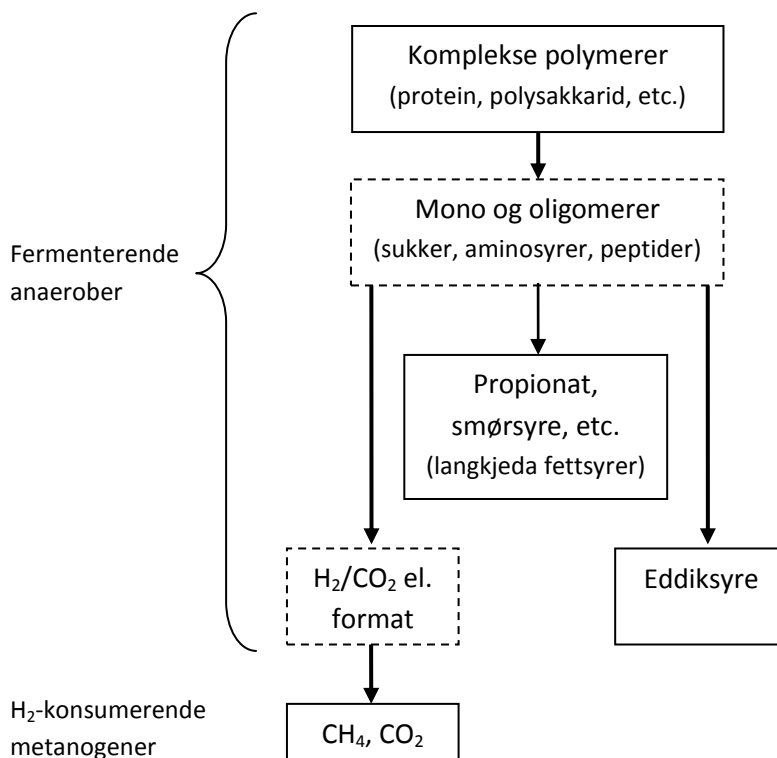 Komplekse polymerer
(protein, polysakkarid, etc.)
Mono og oligomerer
(sukker, aminosyrer, peptider)
Fermenterende
anaerober
Propionat,
smørsyre, etc.
(langkjeda fettsyrer)
H₂/CO₂ el.
format
Eddiksyre
H₂-konsumerende
metanogener
CH₄, CO₂